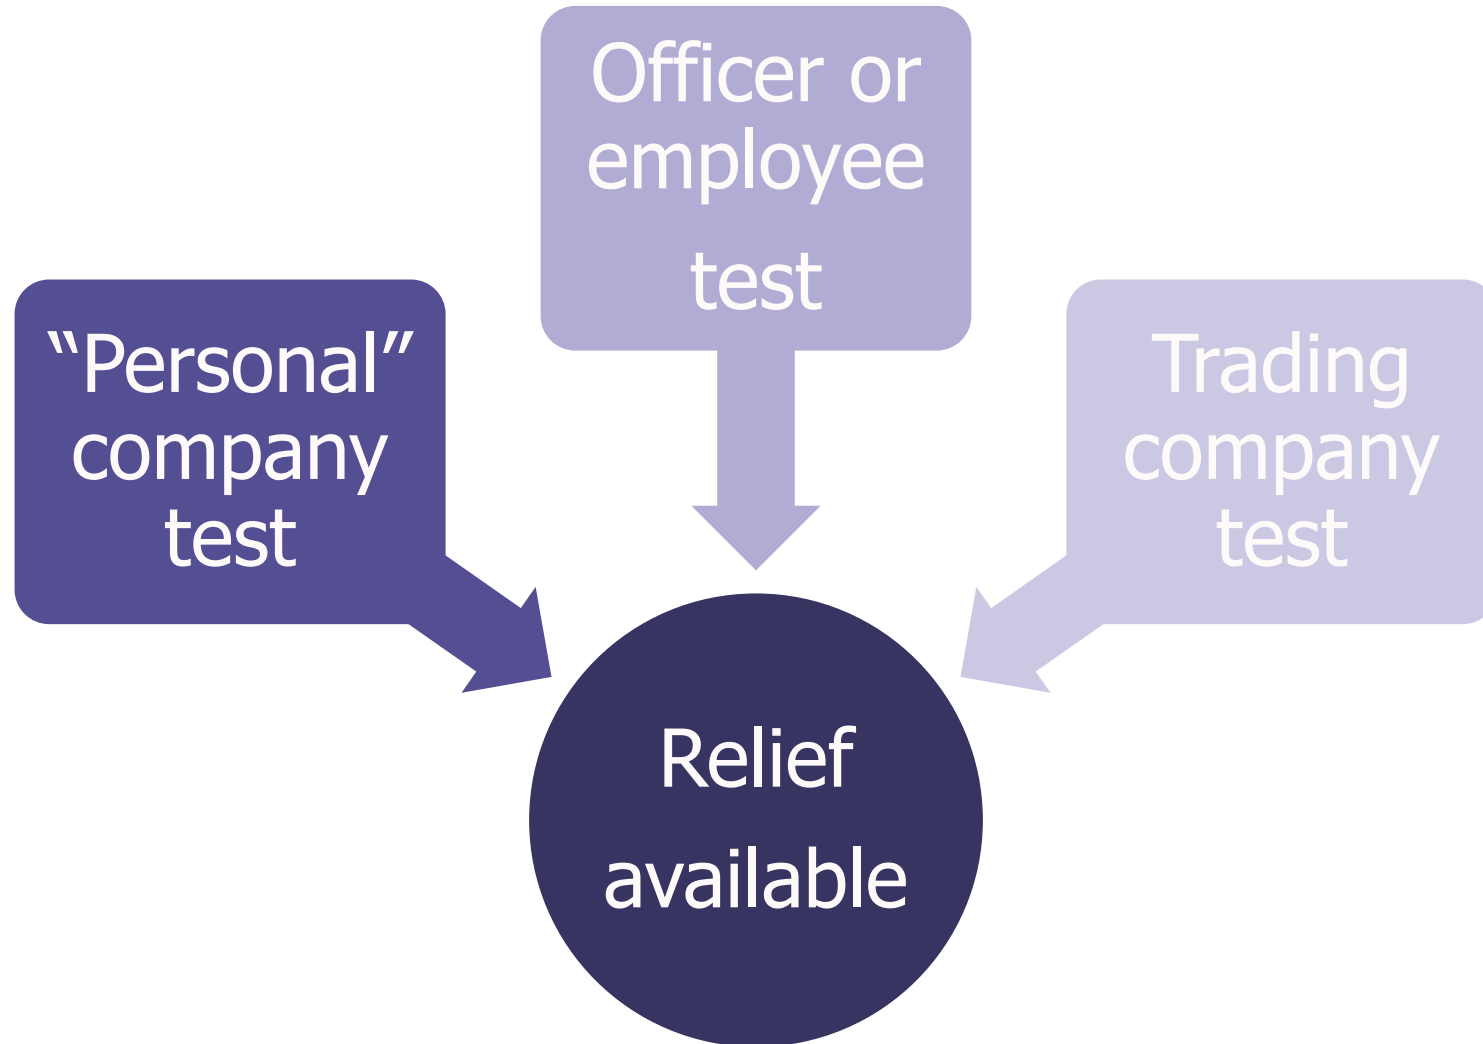 Officer or
employee
test
“Personal”
company
test
Trading
company
test
Relief
available